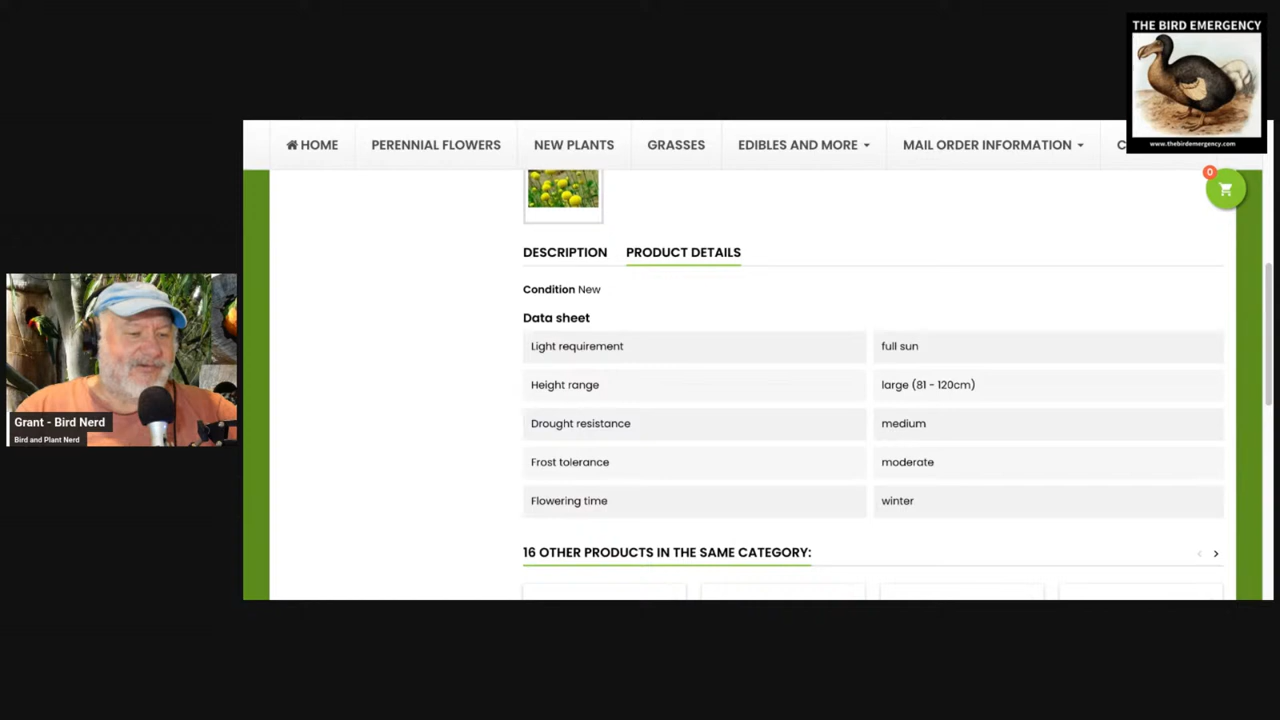 THE BIRD EMERGENCY
www.thebirdemergency.com
HOME PERENNIAL FLOWERS NEW PLANTS GRASSES EDIBLES AND MORE MAIL ORDER INFORMATION C
0
DESCRIPTION PRODUCT DETAILS
Condition New
Data sheet
Light requirement full sun
Height range large (81 - 120cm)
Drought resistance medium
Frost tolerance moderate
Flowering time winter
16 OTHER PRODUCTS IN THE SAME CATEGORY:
Grant - Bird Nerd
Bird and Plant Nerd